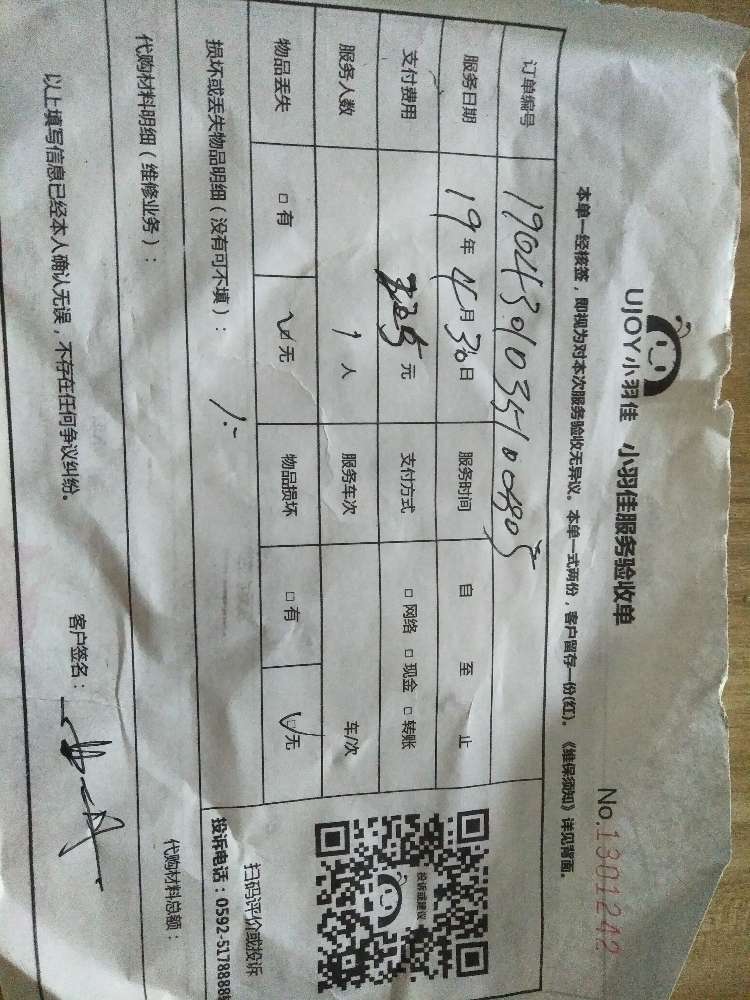 UJOY小羽佳 小羽佳服务验收单
No.1301242
本单一经核签，即视为对本次服务验收无异议。本单一式两份，客户留存一份(红)。《维保须知》详见背面。
订单编号
服务日期 19年4月30日 服务时间 自 至 止
支付费用 元 支付方式 □网络 □现金 □转账
服务人数 1人 服务车次 车/次
物品丢失 □有 □无 物品损坏 □有 □无
损坏或丢失物品明细（没有可不填）：
扫码评价或投诉
投诉电话：0592-5178888
代购材料明细（维修业务）： 代购材料总额：
以上填写信息已经本人确认无误，不存在任何争议纠纷。 客户签名：